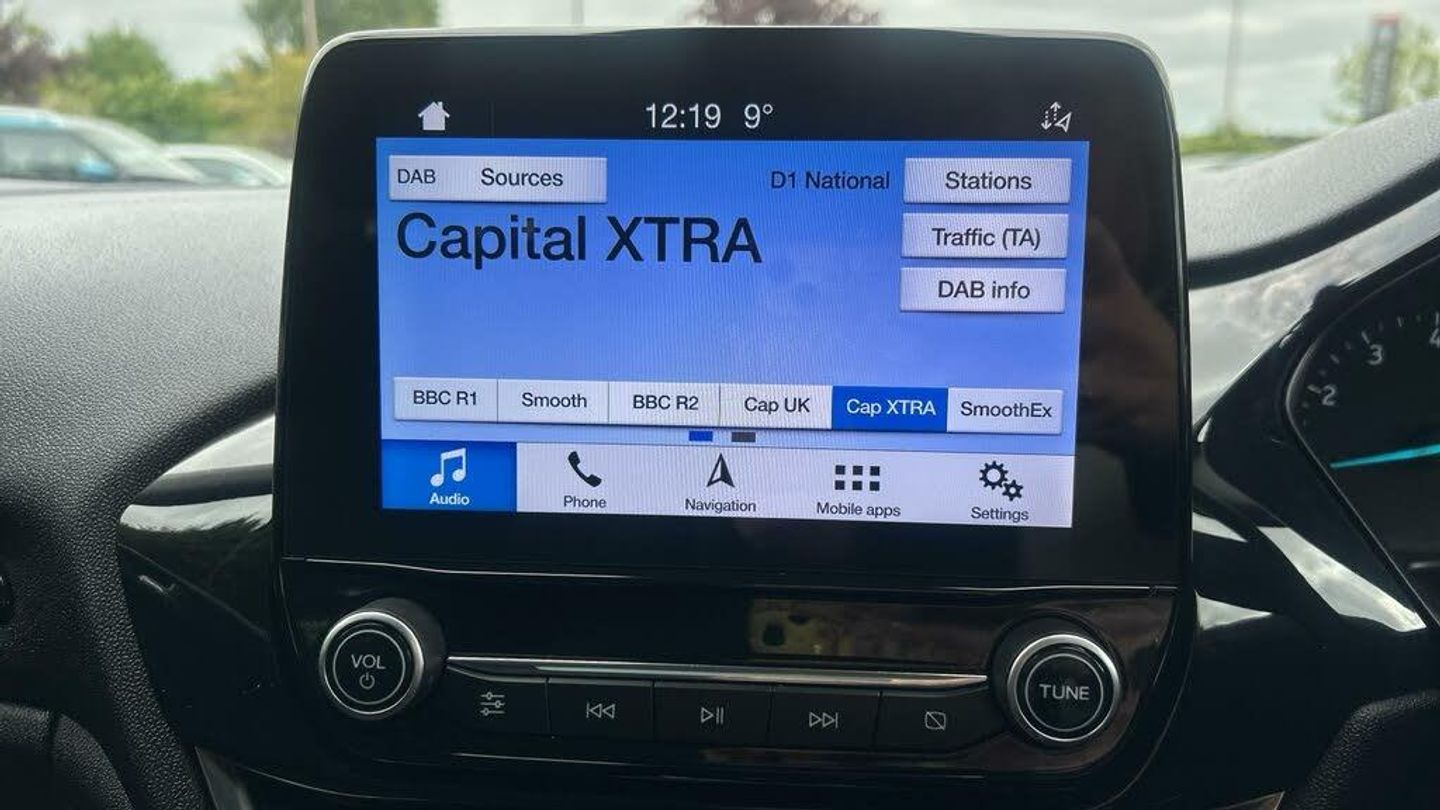 12:19 9°
DAB Sources
D1 National
Stations
Capital XTRA
Traffic (TA)
DAB info
BBC R1
Smooth
BBC R2
Cap UK
Cap XTRA
SmoothEx
Audio
Phone
Navigation
Mobile apps
Settings
VOL
TUNE
2
3
4